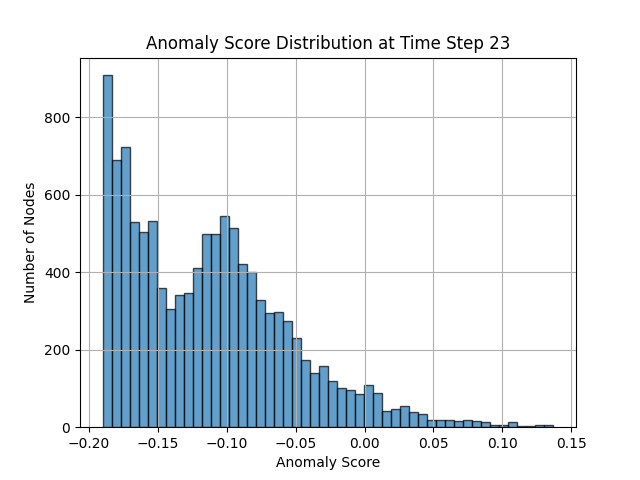 Anomaly Score Distribution at Time Step 23
800
600
400
200
0
Number of Nodes
−0.20 −0.15 −0.10 −0.05 0.00 0.05 0.10 0.15
Anomaly Score